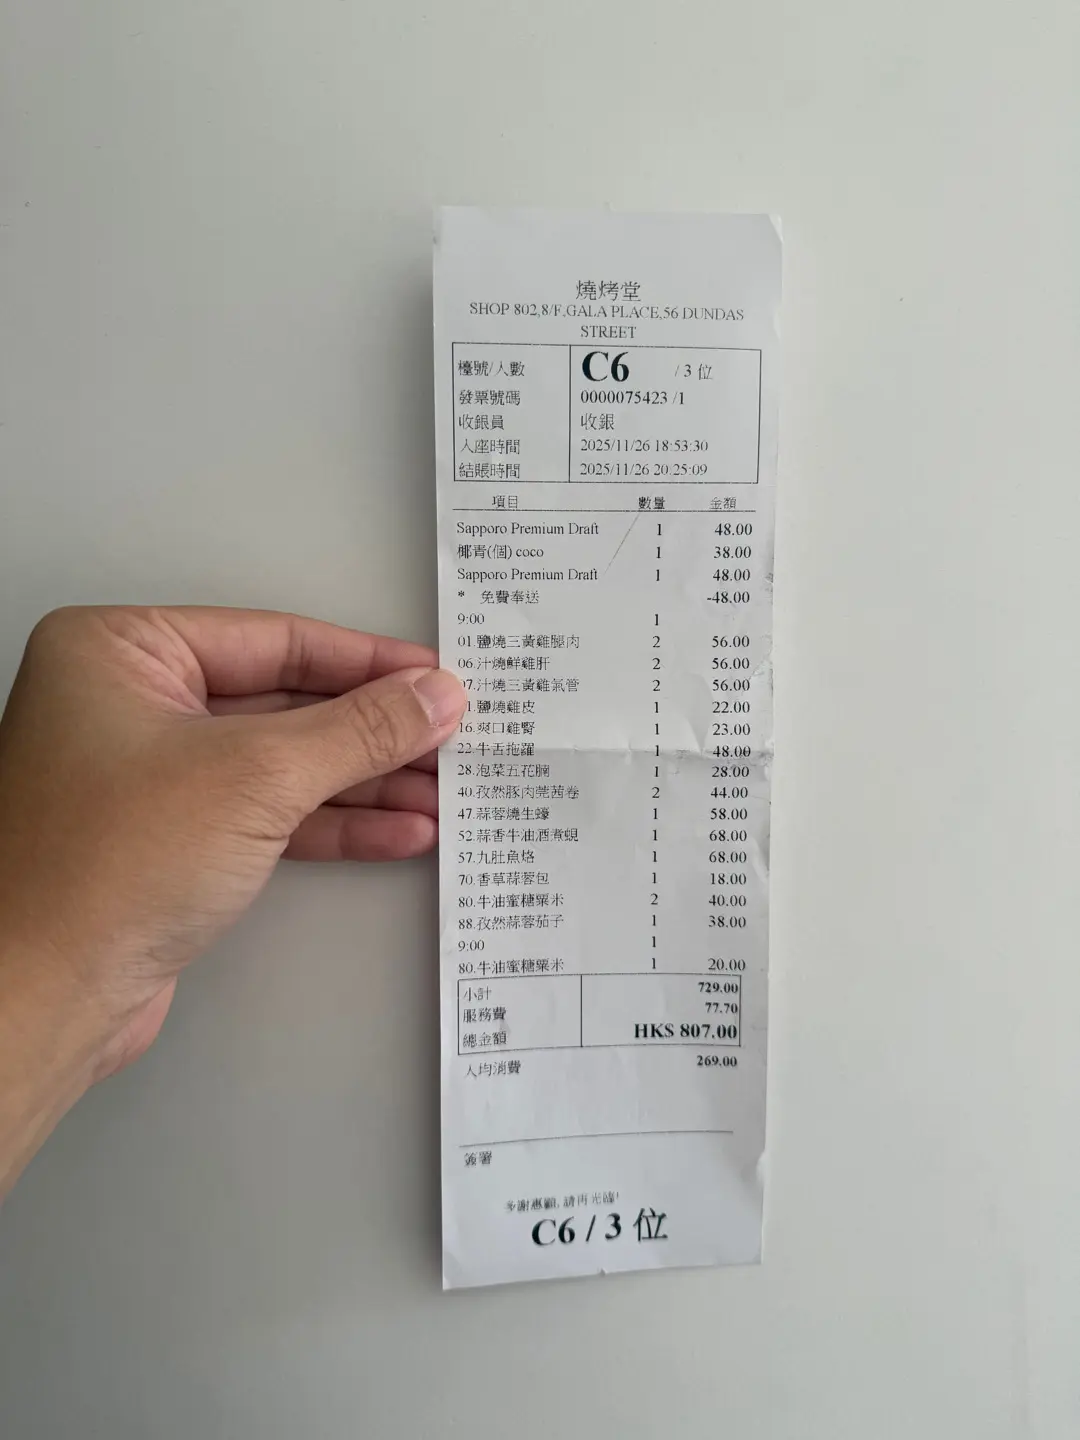 燒烤堂
SHOP 802,8/F,GALA PLACE,56 DUNDAS
STREET
檯號/人數 C6 / 3 位
發票號碼 0000075423 /1
收銀員 收銀
入座時間 2025/11/26 18:53:30
結賬時間 2025/11/26 20:25:09
項目 數量 金額
Sapporo Premium Draft 1 48.00
椰青(個) coco 1 38.00
Sapporo Premium Draft 1 48.00
* 免費奉送 -48.00
9:00 1
01.鹽燒三黃雞腿肉 2 56.00
06.汁燒鮮雞肝 2 56.00
07.汁燒三黃雞氣管 2 56.00
1.鹽燒雞皮 1 22.00
16.爽口雞腎 1 23.00
22.牛舌拖羅 1 48.00
28.泡菜五花腩 1 28.00
40.孜然豚肉莞茜卷 2 44.00
47.蒜蓉燒生蠔 1 58.00
52.蒜香牛油酒煮蜆 1 68.00
57.九肚魚烙 1 68.00
70.香草蒜蓉包 1 18.00
80.牛油蜜糖粟米 2 40.00
88.孜然蒜蓉茄子 1 38.00
9:00 1
80.牛油蜜糖粟米 1 20.00
小計 729.00
服務費 77.70
總金額 HK$ 807.00
人均消費 269.00
簽署
多謝惠顧, 請再光臨!
C6 / 3 位